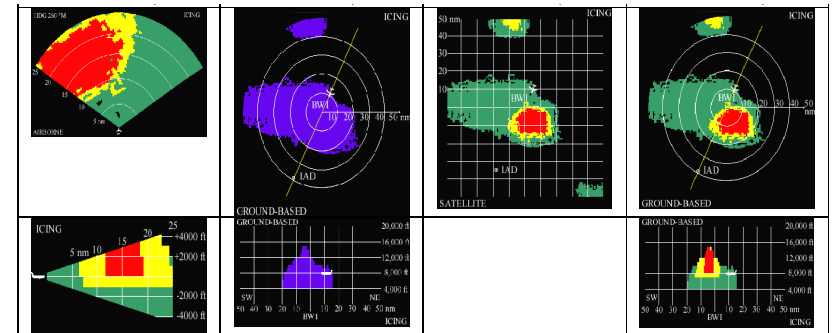 HDG 260 °M ICING
25
20
15
10
5 nm
AIRBORNE
ICING
BWI
10 20 30 40 50 nm
IAD
GROUND-BASED
50 nm ICING
40
30
20
10
BWI
IAD
SATELLITE
ICING
BWI
10 20 30 40 50
nm
IAD
GROUND-BASED
ICING
5 nm 10 15 20 25
+4000 ft
+2000 ft
-2000 ft
-4000 ft
GROUND-BASED
20,000 ft
16,000 ft
12,000 ft
8,000 ft
4,000 ft
SW NE
50 40 30 20 10 10 20 30 40 50
BWI
ICING
GROUND-BASED
20,000 ft
16,000 ft
12,000 ft
8,000 ft
4,000 ft
SW NE
50 40 30 20 10 10 20 30 40 50
BWI
ICING